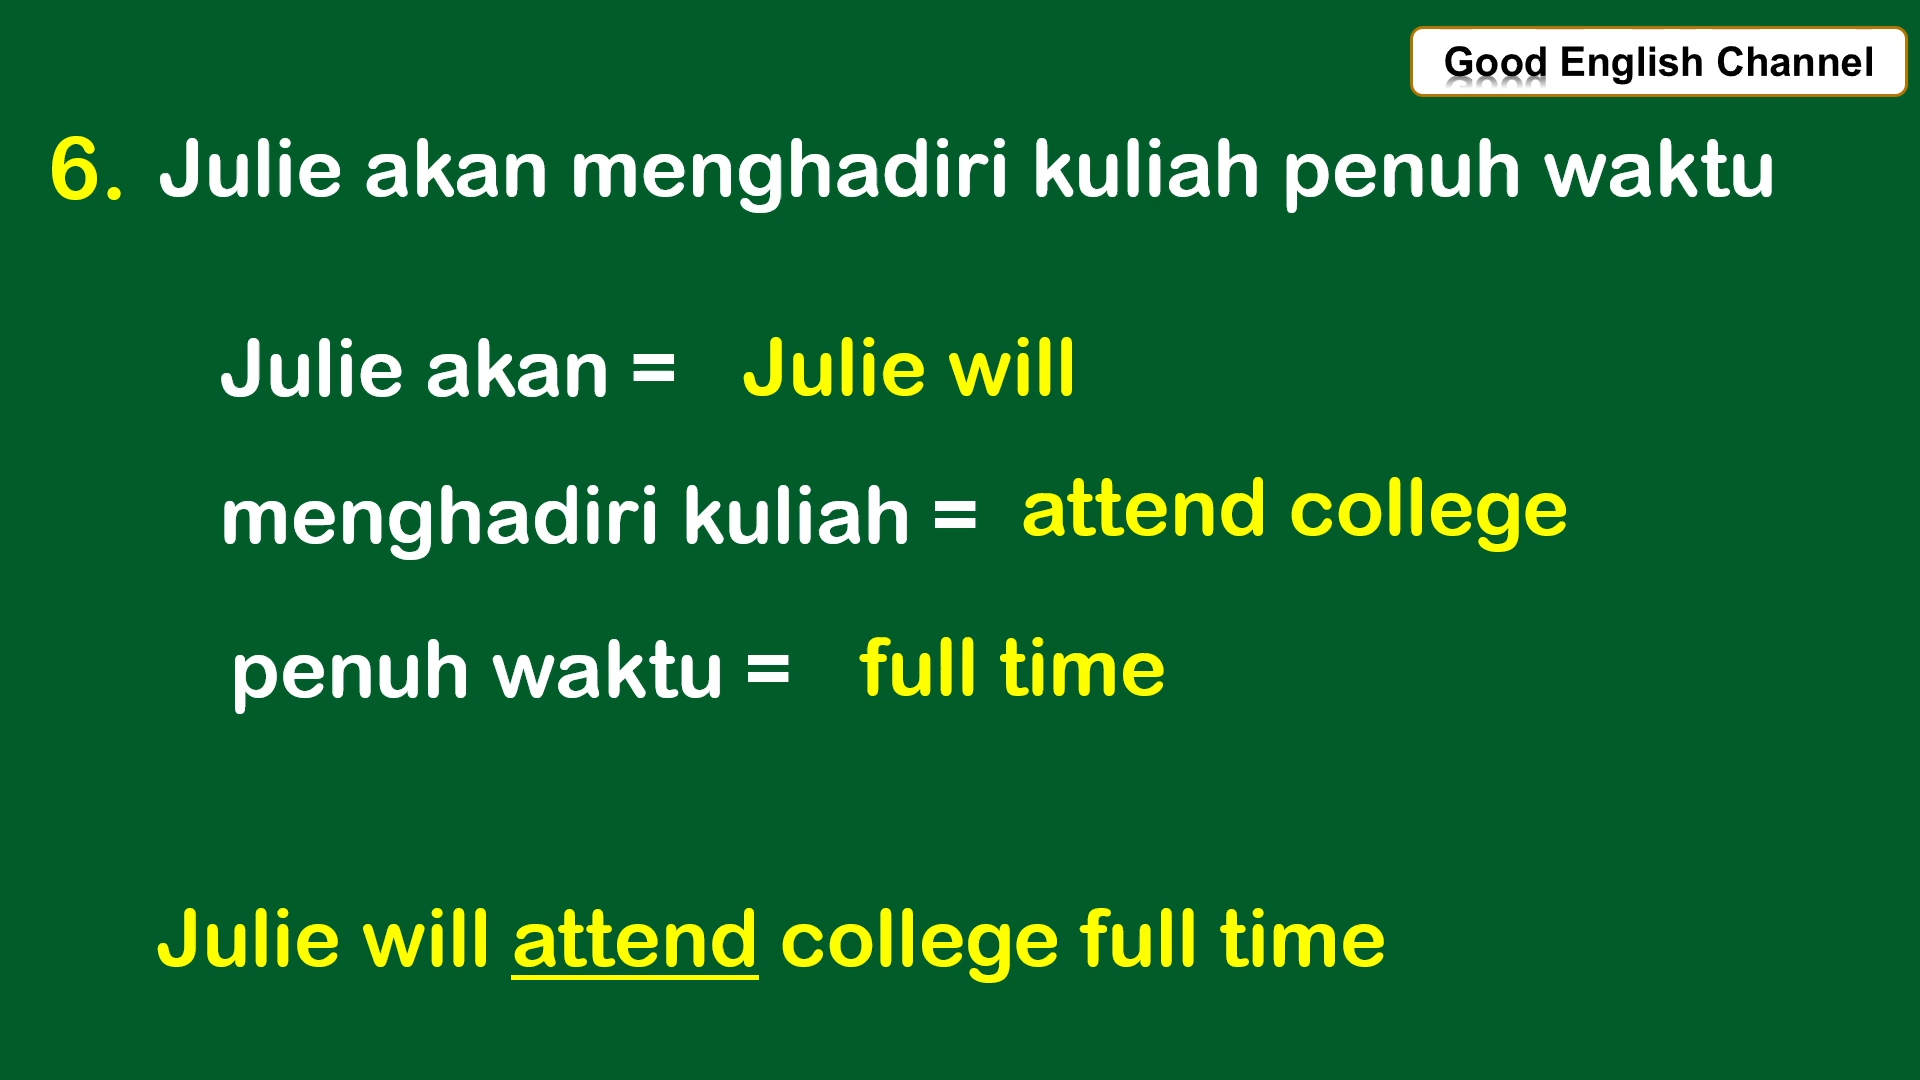 Good English Channel
6. Julie akan menghadiri kuliah penuh waktu
Julie akan = Julie will
menghadiri kuliah = attend college
penuh waktu = full time
Julie will attend college full time